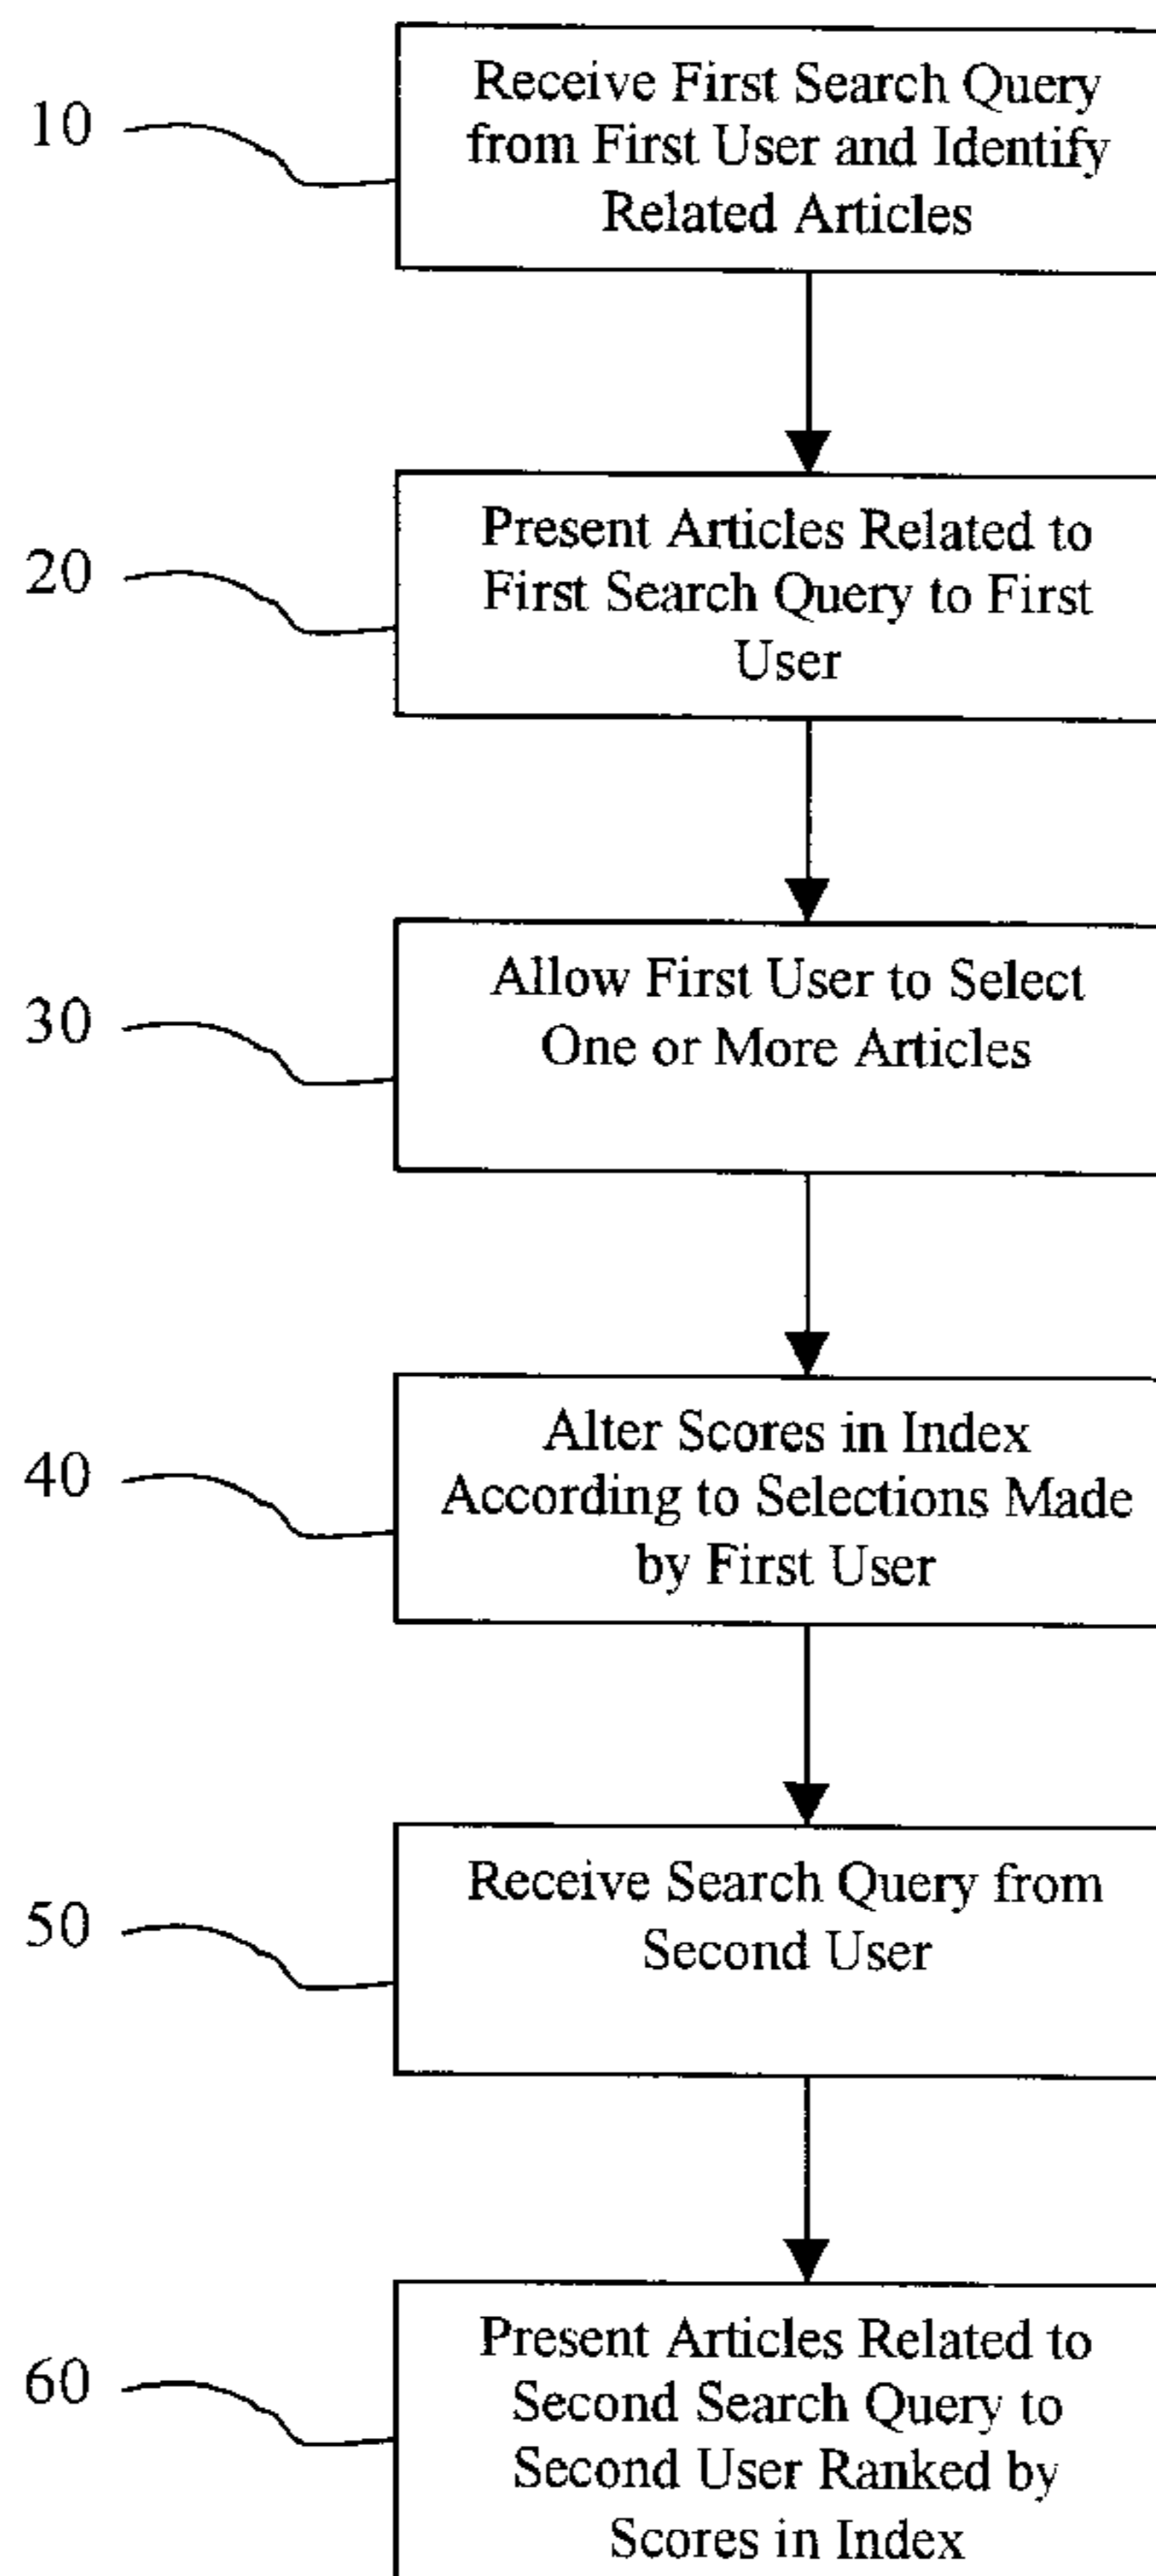 10
Receive First Search Query
from First User and Identify
Related Articles
20
Present Articles Related to
First Search Query to First
User
30
Allow First User to Select
One or More Articles
40
Alter Scores in Index
According to Selections Made
by First User
50
Receive Search Query from
Second User
60
Present Articles Related to
Second Search Query to
Second User Ranked by
Scores in Index